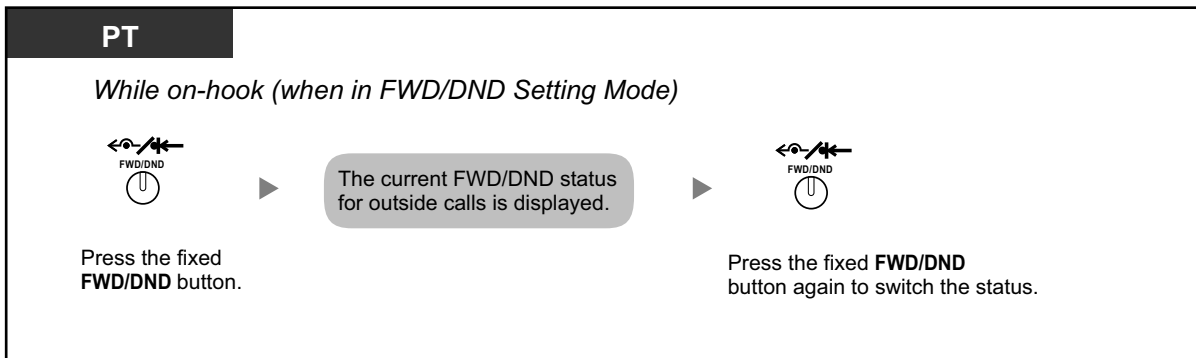 PT
While on-hook (when in FWD/DND Setting Mode)
FWD/DND
The current FWD/DND status
for outside calls is displayed.
FWD/DND
Press the fixed
FWD/DND button.
Press the fixed FWD/DND
button again to switch the status.